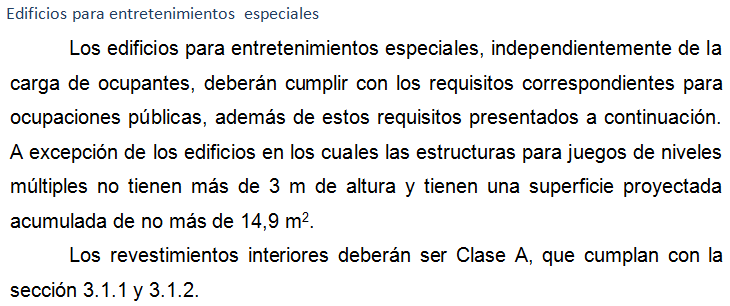 Edificios para entretenimientos especiales
Los edificios para entretenimientos especiales, independientemente de la
carga de ocupantes, deberán cumplir con los requisitos correspondientes para
ocupaciones públicas, además de estos requisitos presentados a continuación.
A excepción de los edificios en los cuales las estructuras para juegos de niveles
múltiples no tienen más de 3 m de altura y tienen una superficie proyectada
acumulada de no más de 14,9 m².
Los revestimientos interiores deberán ser Clase A, que cumplan con la
sección 3.1.1 y 3.1.2.